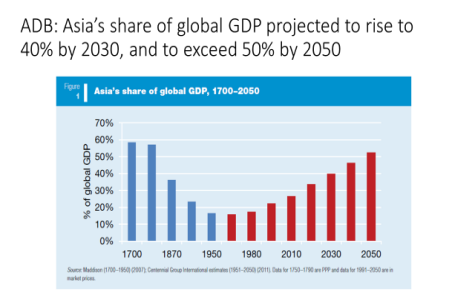 ADB: Asia’s share of global GDP projected to rise to
40% by 2030, and to exceed 50% by 2050
Figure
1
Asia's share of global GDP, 1700–2050
% of global GDP
70%
60%
50%
40%
30%
20%
10%
0%
1700 1870 1950 1980 2010 2030 2050
Source: Maddison (1700–1950) (2007); Centennial Group International estimates (1951–2050) (2011). Data for 1750–1790 are PPP and data for 1991–2050 are in
market prices.